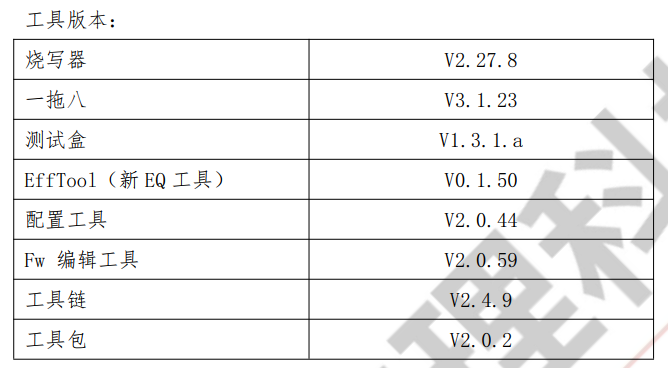 工具版本：
烧写器 V2.27.8
一拖八 V3.1.23
测试盒 V1.3.1.a
EffTool（新 EQ 工具） V0.1.50
配置工具 V2.0.44
Fw 编辑工具 V2.0.59
工具链 V2.4.9
工具包 V2.0.2
理科